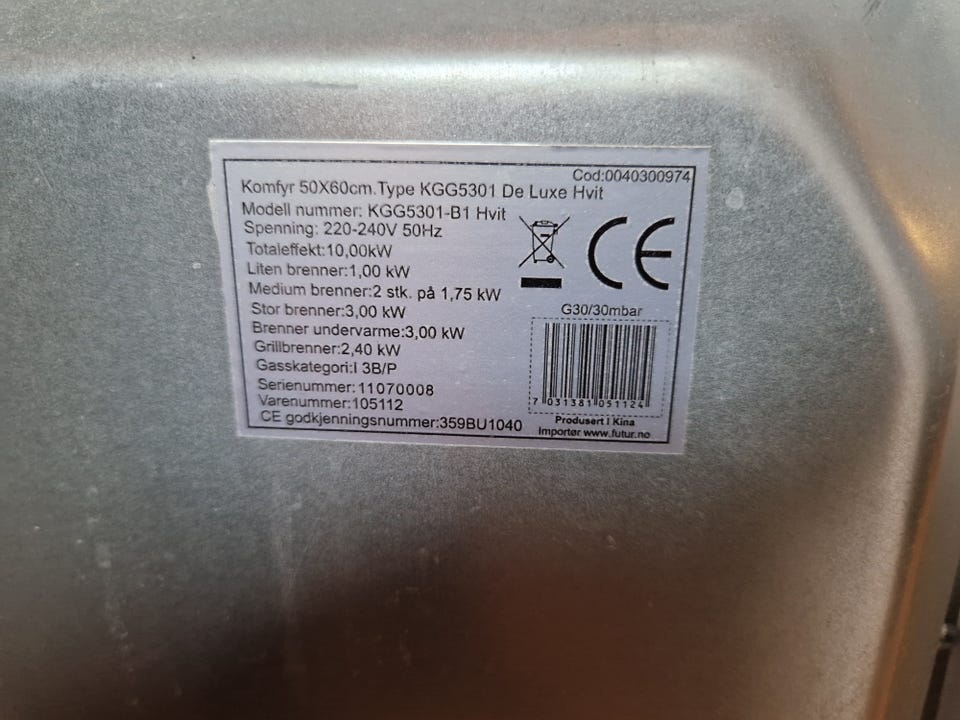 Cod:0040300974
Komfyr 50X60cm.Type KGG5301 De Luxe Hvit
Modell nummer: KGG5301-B1 Hvit
Spenning: 220-240V 50Hz
Totaleffekt:10,00kW
Liten brenner:1,00 kW
Medium brenner:2 stk. på 1,75 kW
Stor brenner:3,00 kW
Brenner undervarme:3,00 kW
Grillbrenner:2,40 kW
Gasskategori:I 3B/P
Serienummer:11070008
Varenummer:105112
CE godkjenningsnummer:359BU1040
CE
G30/30mbar
7 031381 051124
Produsert i Kina
Importør www.futur.no